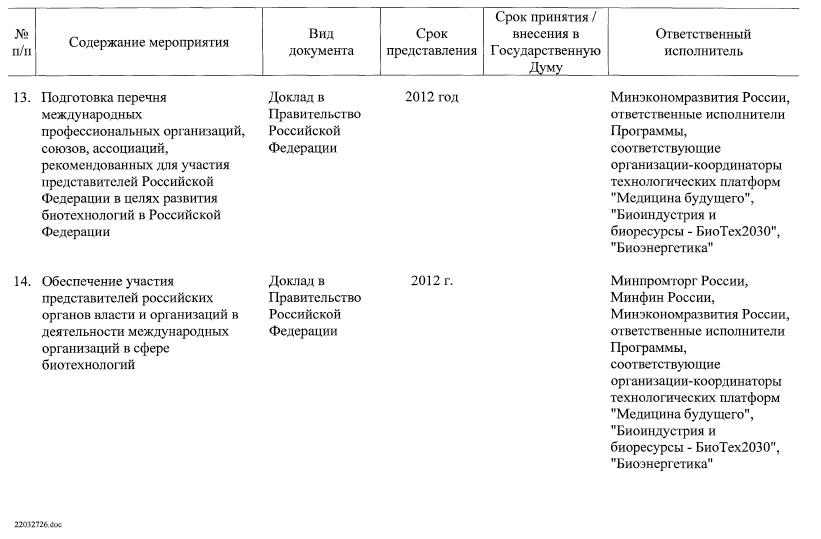 № п/п
Содержание мероприятия
Вид документа
Срок представления
Срок принятия / внесения в Государственную Думу
Ответственный исполнитель
13.
Подготовка перечня
международных
профессиональных организаций,
союзов, ассоциаций,
рекомендованных для участия
представителей Российской
Федерации в целях развития
биотехнологий в Российской
Федерации
Доклад в
Правительство
Российской
Федерации
2012 год
Минэкономразвития России,
ответственные исполнители
Программы,
соответствующие
организации-координаторы
технологических платформ
"Медицина будущего",
"Биоиндустрия и
биоресурсы - БиоТех2030",
"Биоэнергетика"
14.
Обеспечение участия
представителей российских
органов власти и организаций в
деятельности международных
организаций в сфере
биотехнологий
Доклад в
Правительство
Российской
Федерации
2012 г.
Минпромторг России,
Минфин России,
Минэкономразвития России,
ответственные исполнители
Программы,
соответствующие
организации-координаторы
технологических платформ
"Медицина будущего",
"Биоиндустрия и
биоресурсы - БиоТех2030",
"Биоэнергетика"
22032726.doc